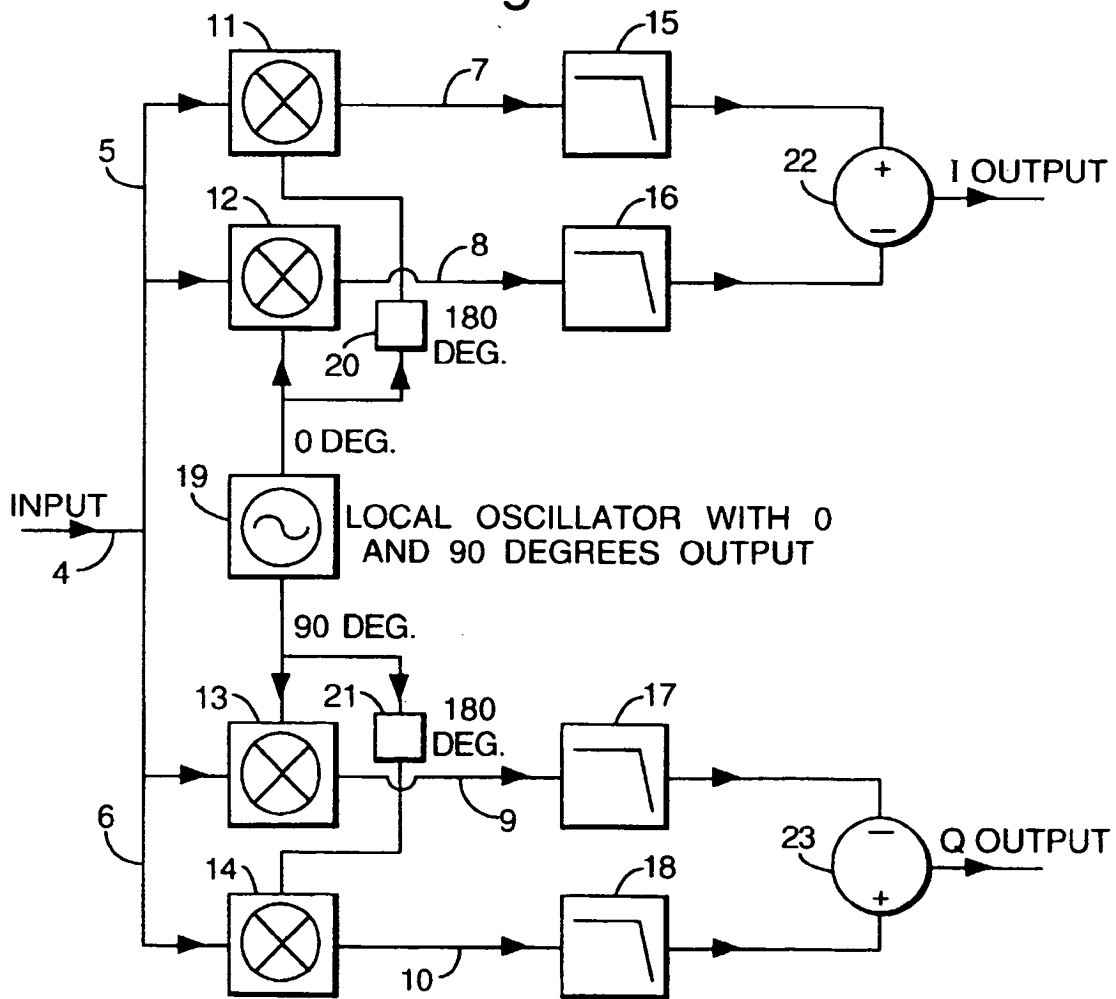 11
15
7
5
22
+
−
I OUTPUT
12
16
8
180
DEG.
20
0 DEG.
19
INPUT
4
LOCAL OSCILLATOR WITH 0
AND 90 DEGREES OUTPUT
90 DEG.
13
21
180
DEG.
17
9
6
23
−
+
Q OUTPUT
14
18
10